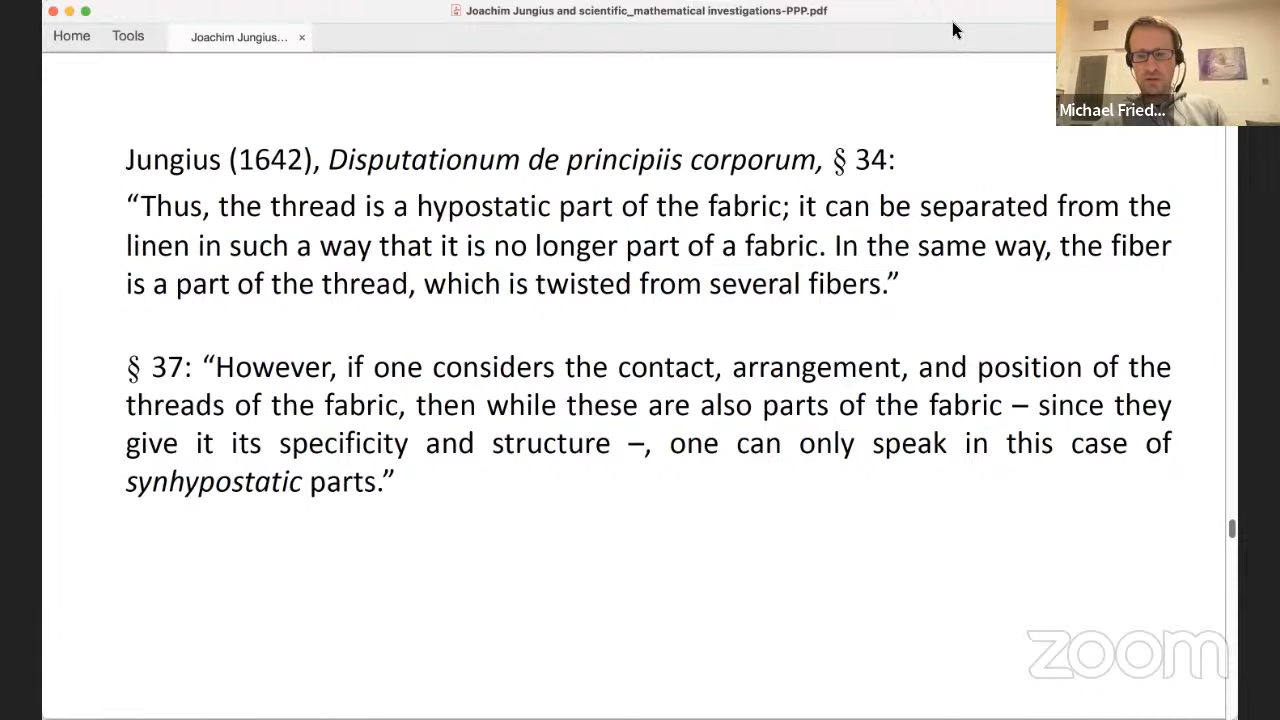 Joachim Jungius and scientific_mathematical investigations-PPP.pdf
Home Tools Joachim Jungius... ×
Michael Fried...
Jungius (1642), Disputationum de principiis corporum, § 34:
“Thus, the thread is a hypostatic part of the fabric; it can be separated from the
linen in such a way that it is no longer part of a fabric. In the same way, the fiber
is a part of the thread, which is twisted from several fibers.”
§ 37: “However, if one considers the contact, arrangement, and position of the
threads of the fabric, then while these are also parts of the fabric – since they
give it its specificity and structure –, one can only speak in this case of
synhypostatic parts.”
zoom